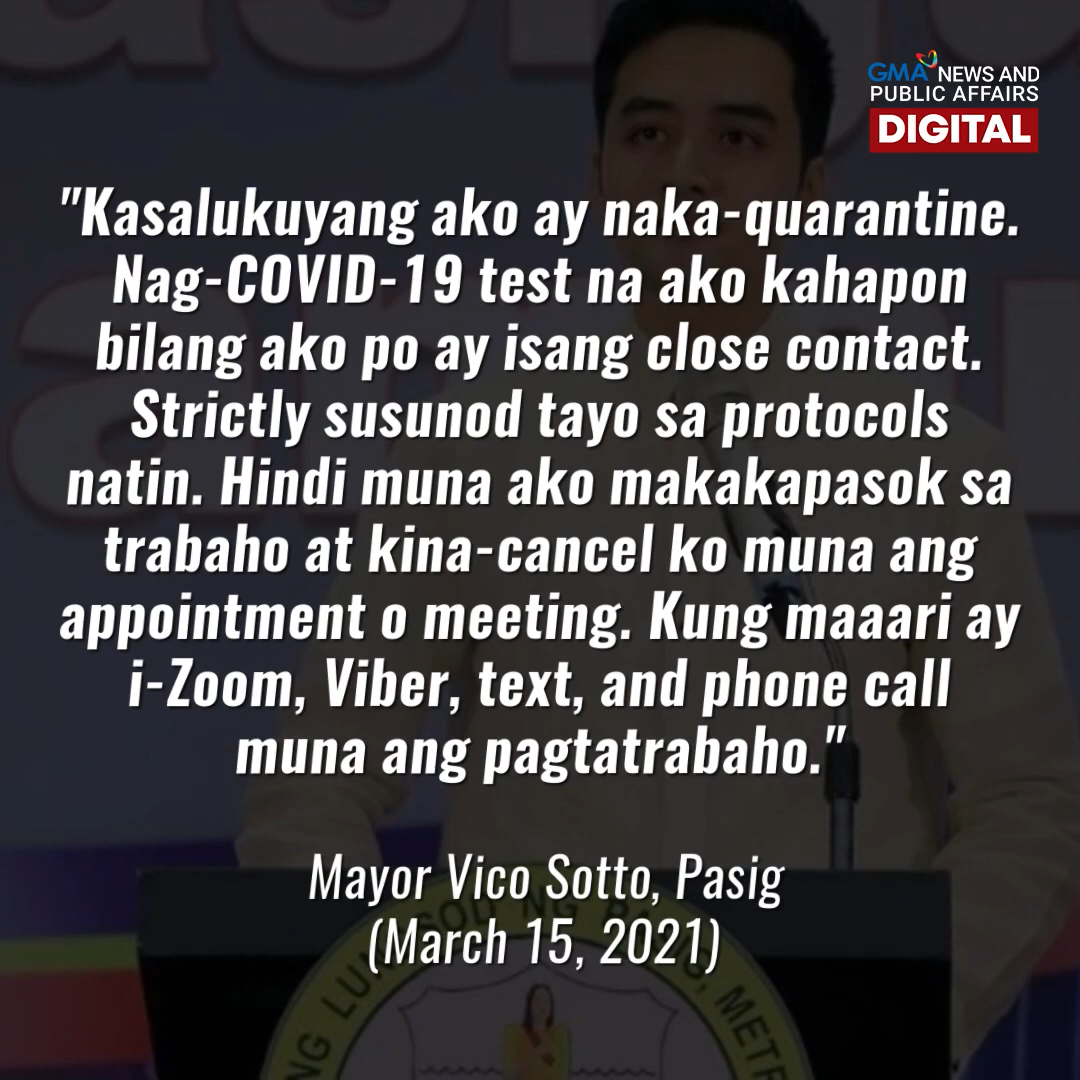 GMA NEWS AND
PUBLIC AFFAIRS
DIGITAL
"Kasalukuyang ako ay naka-quarantine.
Nag-COVID-19 test na ako kahapon
bilang ako po ay isang close contact.
Strictly susunod tayo sa protocols
natin. Hindi muna ako makakapasok sa
trabaho at kina-cancel ko muna ang
appointment o meeting. Kung maaari ay
i-Zoom, Viber, text, and phone call
muna ang pagtatrabaho."
Mayor Vico Sotto, Pasig
(March 15, 2021)